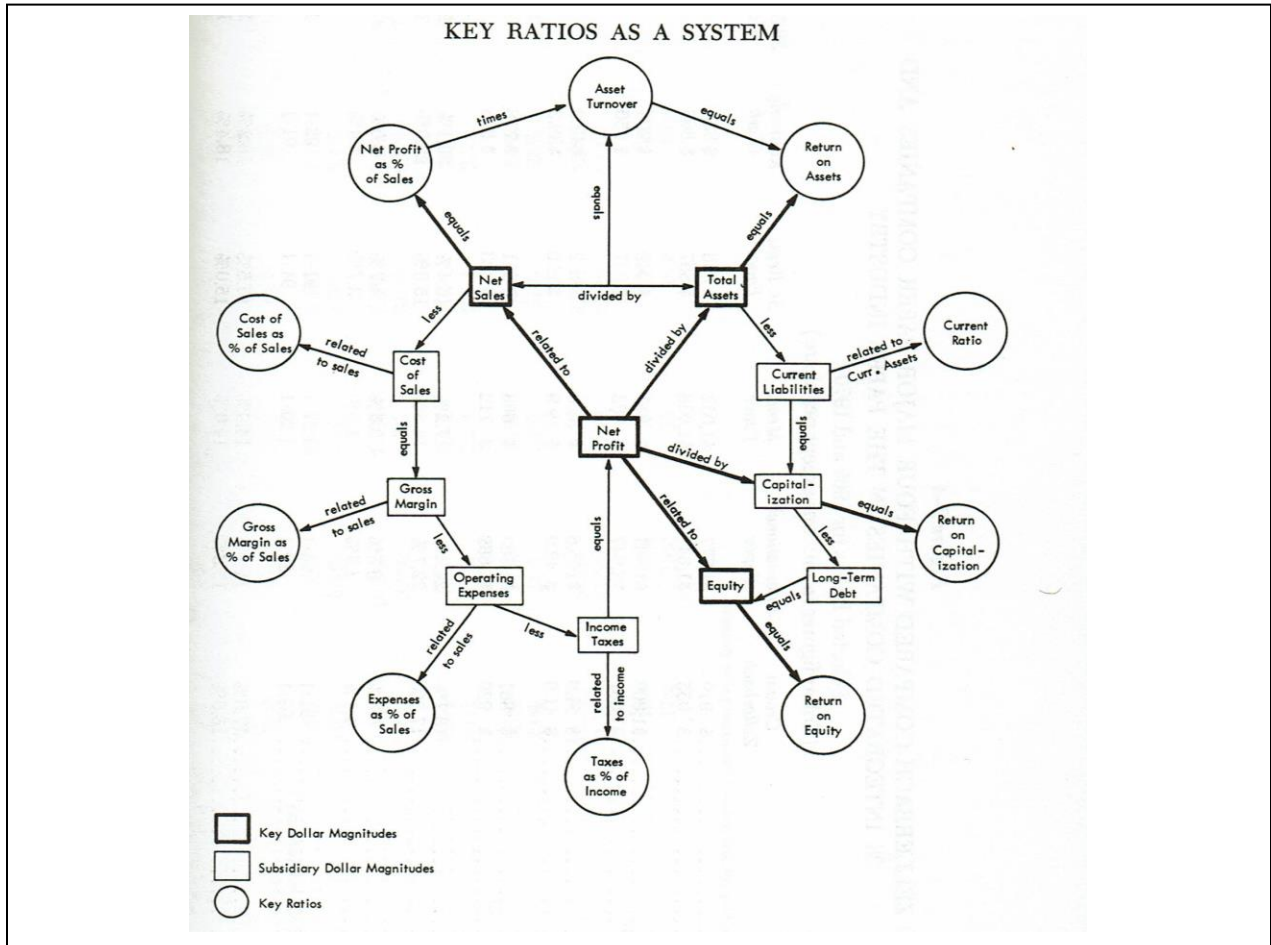 KEY RATIOS AS A SYSTEM
Asset
Turnover
times
equals
Net Profit
as %
of Sales
Return
on
Assets
equals
equals
equals
Net
Sales
divided by
Total
Assets
Cost of
Sales as
% of Sales
related
to sales
less
Cost
of
Sales
related to
divided by
less
Current
Liabilities
related to
Curr. Assets
Current
Ratio
equals
Net
Profit
divided by
equals
Capital-
ization
equals
Return
on
Capital-
ization
Gross
Margin
related
to sales
Gross
Margin as
% of Sales
less
equals
related to
less
Operating
Expenses
Equity
equals
Long-Term
Debt
less
Income
Taxes
related
to sales
related
to income
equals
Expenses
as % of
Sales
Return
on
Equity
Taxes
as % of
Income
Key Dollar Magnitudes
Subsidiary Dollar Magnitudes
Key Ratios